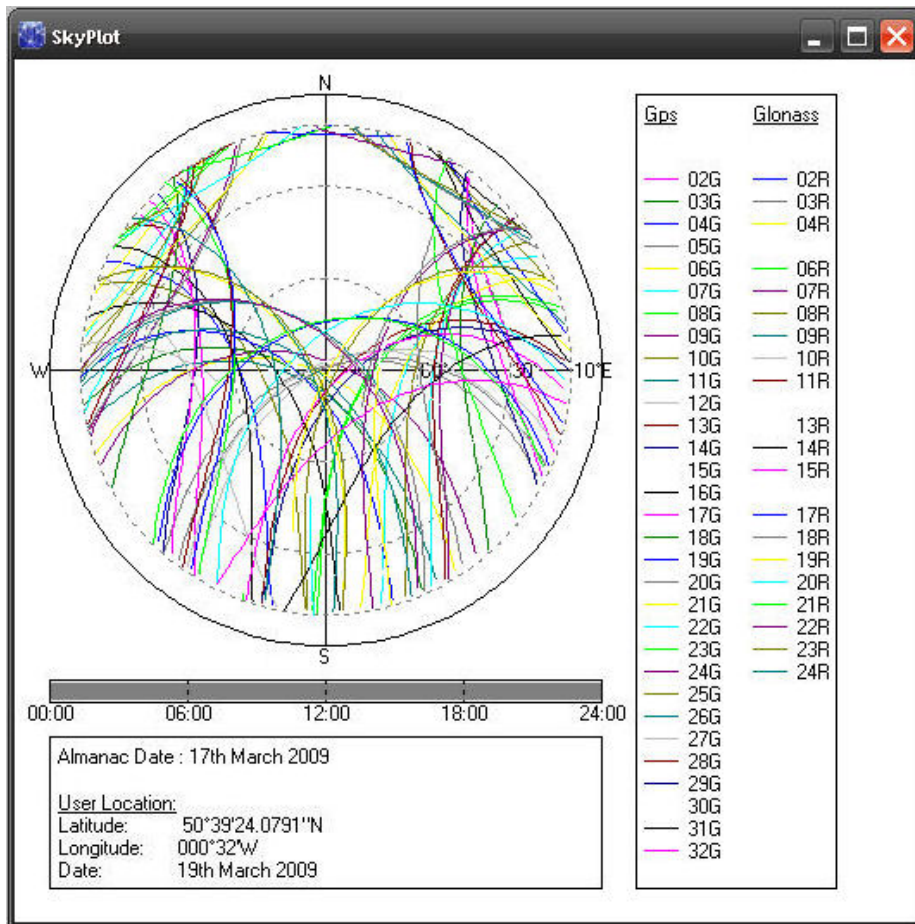 SkyPlot
N
W 60° 30° 10°E
S
00:00 06:00 12:00 18:00 24:00
Almanac Date : 17th March 2009
User Location:
Latitude: 50°39'24.0791"N
Longitude: 000°32'W
Date: 19th March 2009
Gps Glonass
02G 02R
03G 03R
04G 04R
05G
06G 06R
07G 07R
08G 08R
09G 09R
10G 10R
11G 11R
12G
13G 13R
14G 14R
15G 15R
16G
17G 17R
18G 18R
19G 19R
20G 20R
21G 21R
22G 22R
23G 23R
24G 24R
25G
26G
27G
28G
29G
30G
31G
32G